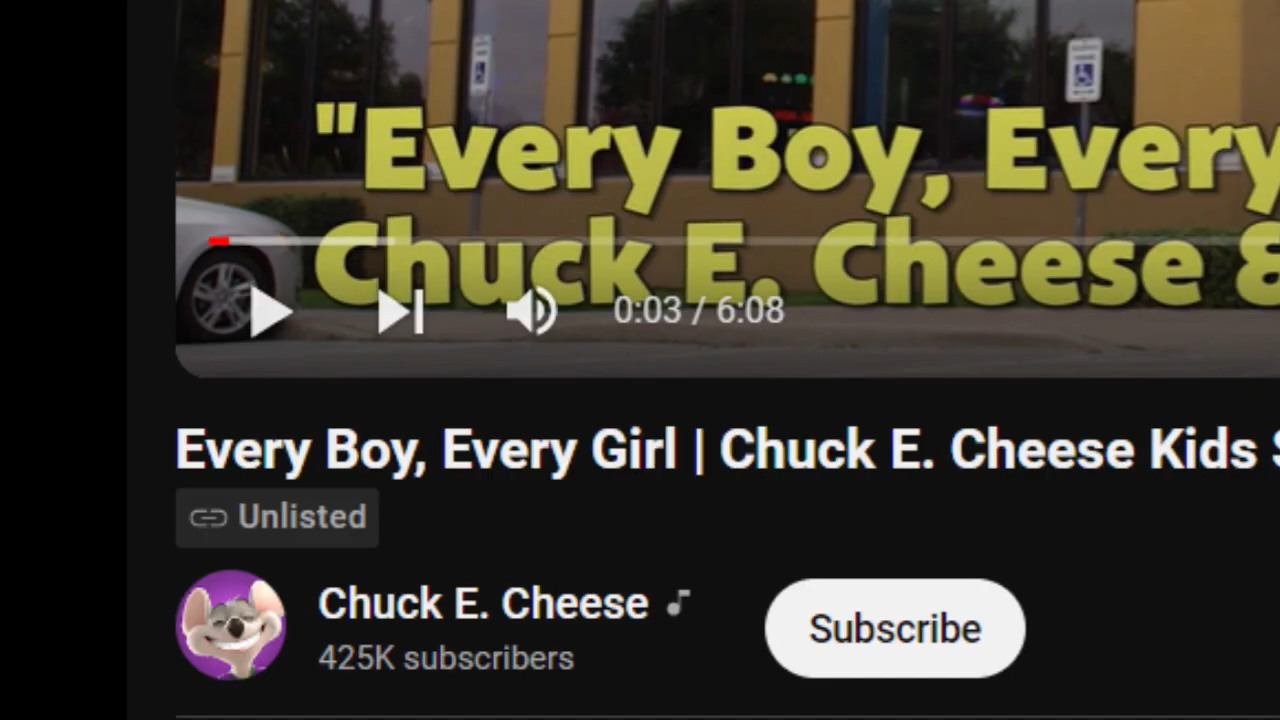 "Every Boy, Every
Chuck E. Cheese &
0:03 / 6:08
Every Boy, Every Girl | Chuck E. Cheese Kids S
Unlisted
Chuck E. Cheese
425K subscribers
Subscribe